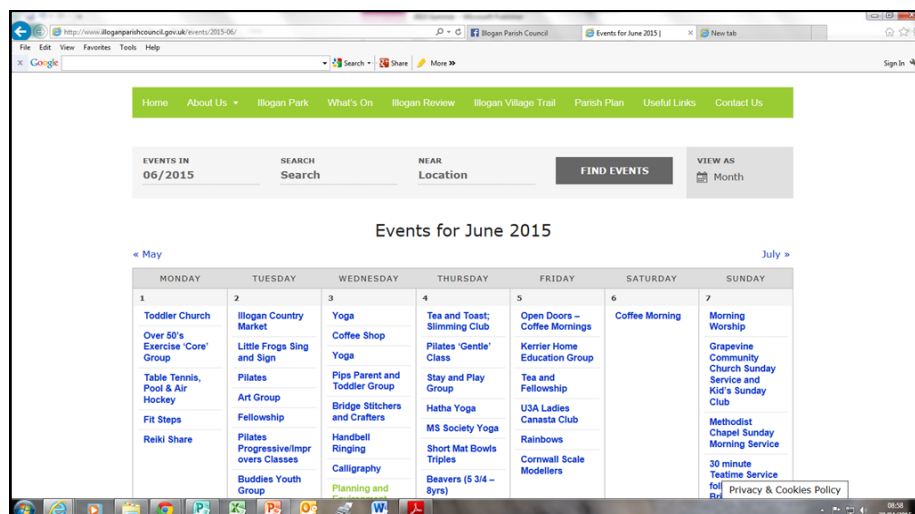 http://www.illoganparishcouncil.gov.uk/events/2015-06/
Illogan Parish Council
Events for June 2015 |
New tab
File Edit View Favorites Tools Help
x Google
Search
Share
More »
Sign In
Home About Us Illogan Park What's On Illogan Review Illogan Village Trail Parish Plan Useful Links Contact Us
EVENTS IN SEARCH NEAR VIEW AS
06/2015 Search Location FIND EVENTS Month
Events for June 2015
« May July »
MONDAY TUESDAY WEDNESDAY THURSDAY FRIDAY SATURDAY SUNDAY
1
Toddler Church
Over 50's
Exercise 'Core'
Group
Table Tennis,
Pool & Air
Hockey
Fit Steps
Reiki Share
2
Illogan Country
Market
Little Frogs Sing
and Sign
Pilates
Art Group
Fellowship
Pilates
Progressive/Impr
overs Classes
Buddies Youth
Group
3
Yoga
Coffee Shop
Yoga
Pips Parent and
Toddler Group
Bridge Stitchers
and Crafters
Handbell
Ringing
Calligraphy
Planning and
4
Tea and Toast;
Slimming Club
Pilates 'Gentle'
Class
Stay and Play
Group
Hatha Yoga
MS Society Yoga
Short Mat Bowls
Triples
Beavers (5 3/4 –
8yrs)
5
Open Doors –
Coffee Mornings
Kerrier Home
Education Group
Tea and
Fellowship
U3A Ladies
Canasta Club
Rainbows
Cornwall Scale
Modellers
6
Coffee Morning
7
Morning
Worship
Grapevine
Community
Church Sunday
Service and
Kid's Sunday
Club
Methodist
Chapel Sunday
Morning Service
30 minute
Teatime Service
Privacy & Cookies Policy
08:58